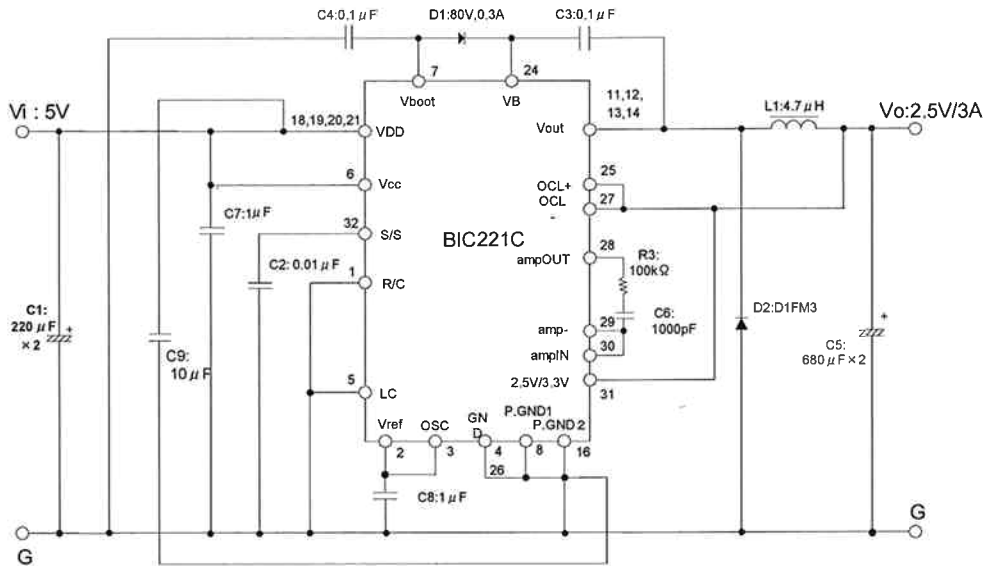 C4:0,1μF
D1:80V,0,3A
C3:0,1μF
7
24
Vboot
VB
11,12,
13,14
Vi : 5V
18,19,20,21
VDD
Vout
L1:4.7μH
Vo:2,5V/3A
6
Vcc
25
OCL+
OCL
-
27
C7:1μF
32
S/S
BIC221C
28
ampOUT
R3:
100kΩ
C2: 0.01μF
1
R/C
C1:
220μF
×2
C9:
10μF
29
amp-
30
ampIN
C6:
1000pF
D2:D1FM3
C5:
680μF×2
5
LC
2,5V/3,3V
31
Vref
OSC
GN
D
P.GND1
P.GND2
2
3
4
8
16
26
C8:1μF
G
G